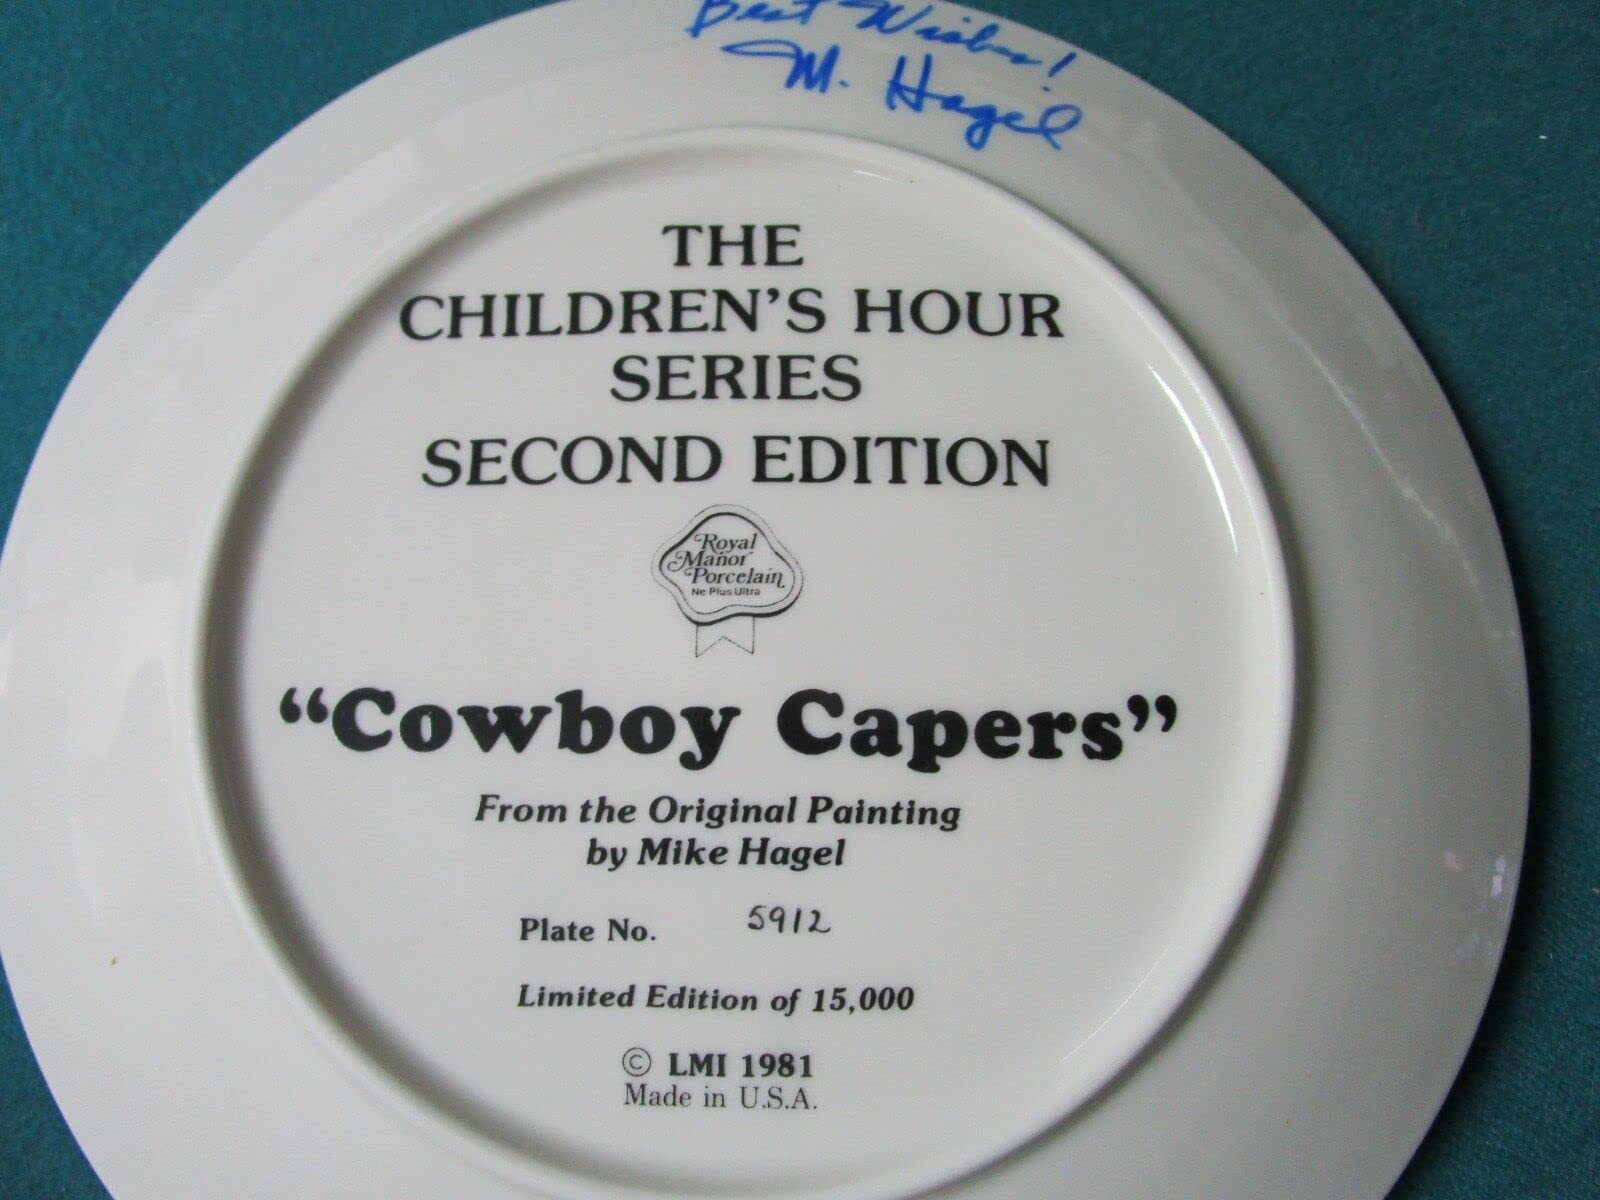 Best Wishes!
M. Hagel
THE
CHILDREN'S HOUR
SERIES
SECOND EDITION
Royal
Manor
Porcelain
Ne Plus Ultra
"Cowboy Capers"
From the Original Painting
by Mike Hagel
Plate No. 5912
Limited Edition of 15,000
© LMI 1981
Made in U.S.A.